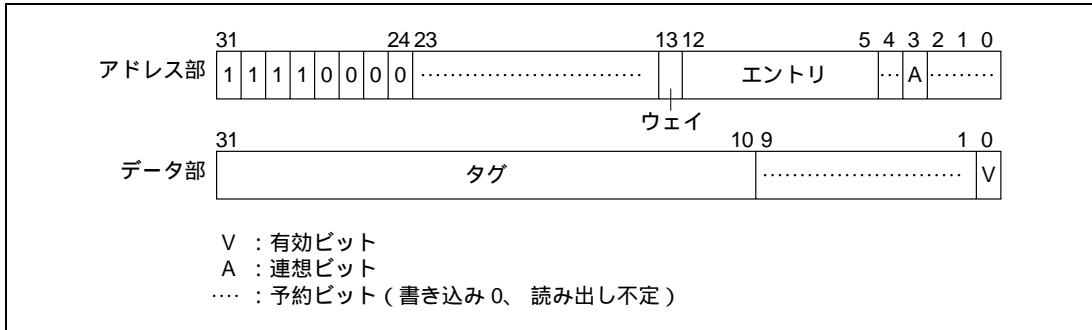 31 24 23 13 12 5 4 3 2 1 0
アドレス部 1 1 1 1 0 0 0 0 ………………………… エントリ … A ………
ウェイ
31 10 9 1 0
データ部 タグ ………………………… V
V :有効ビット
A :連想ビット
…. :予約ビット(書き込み 0、 読み出し不定)